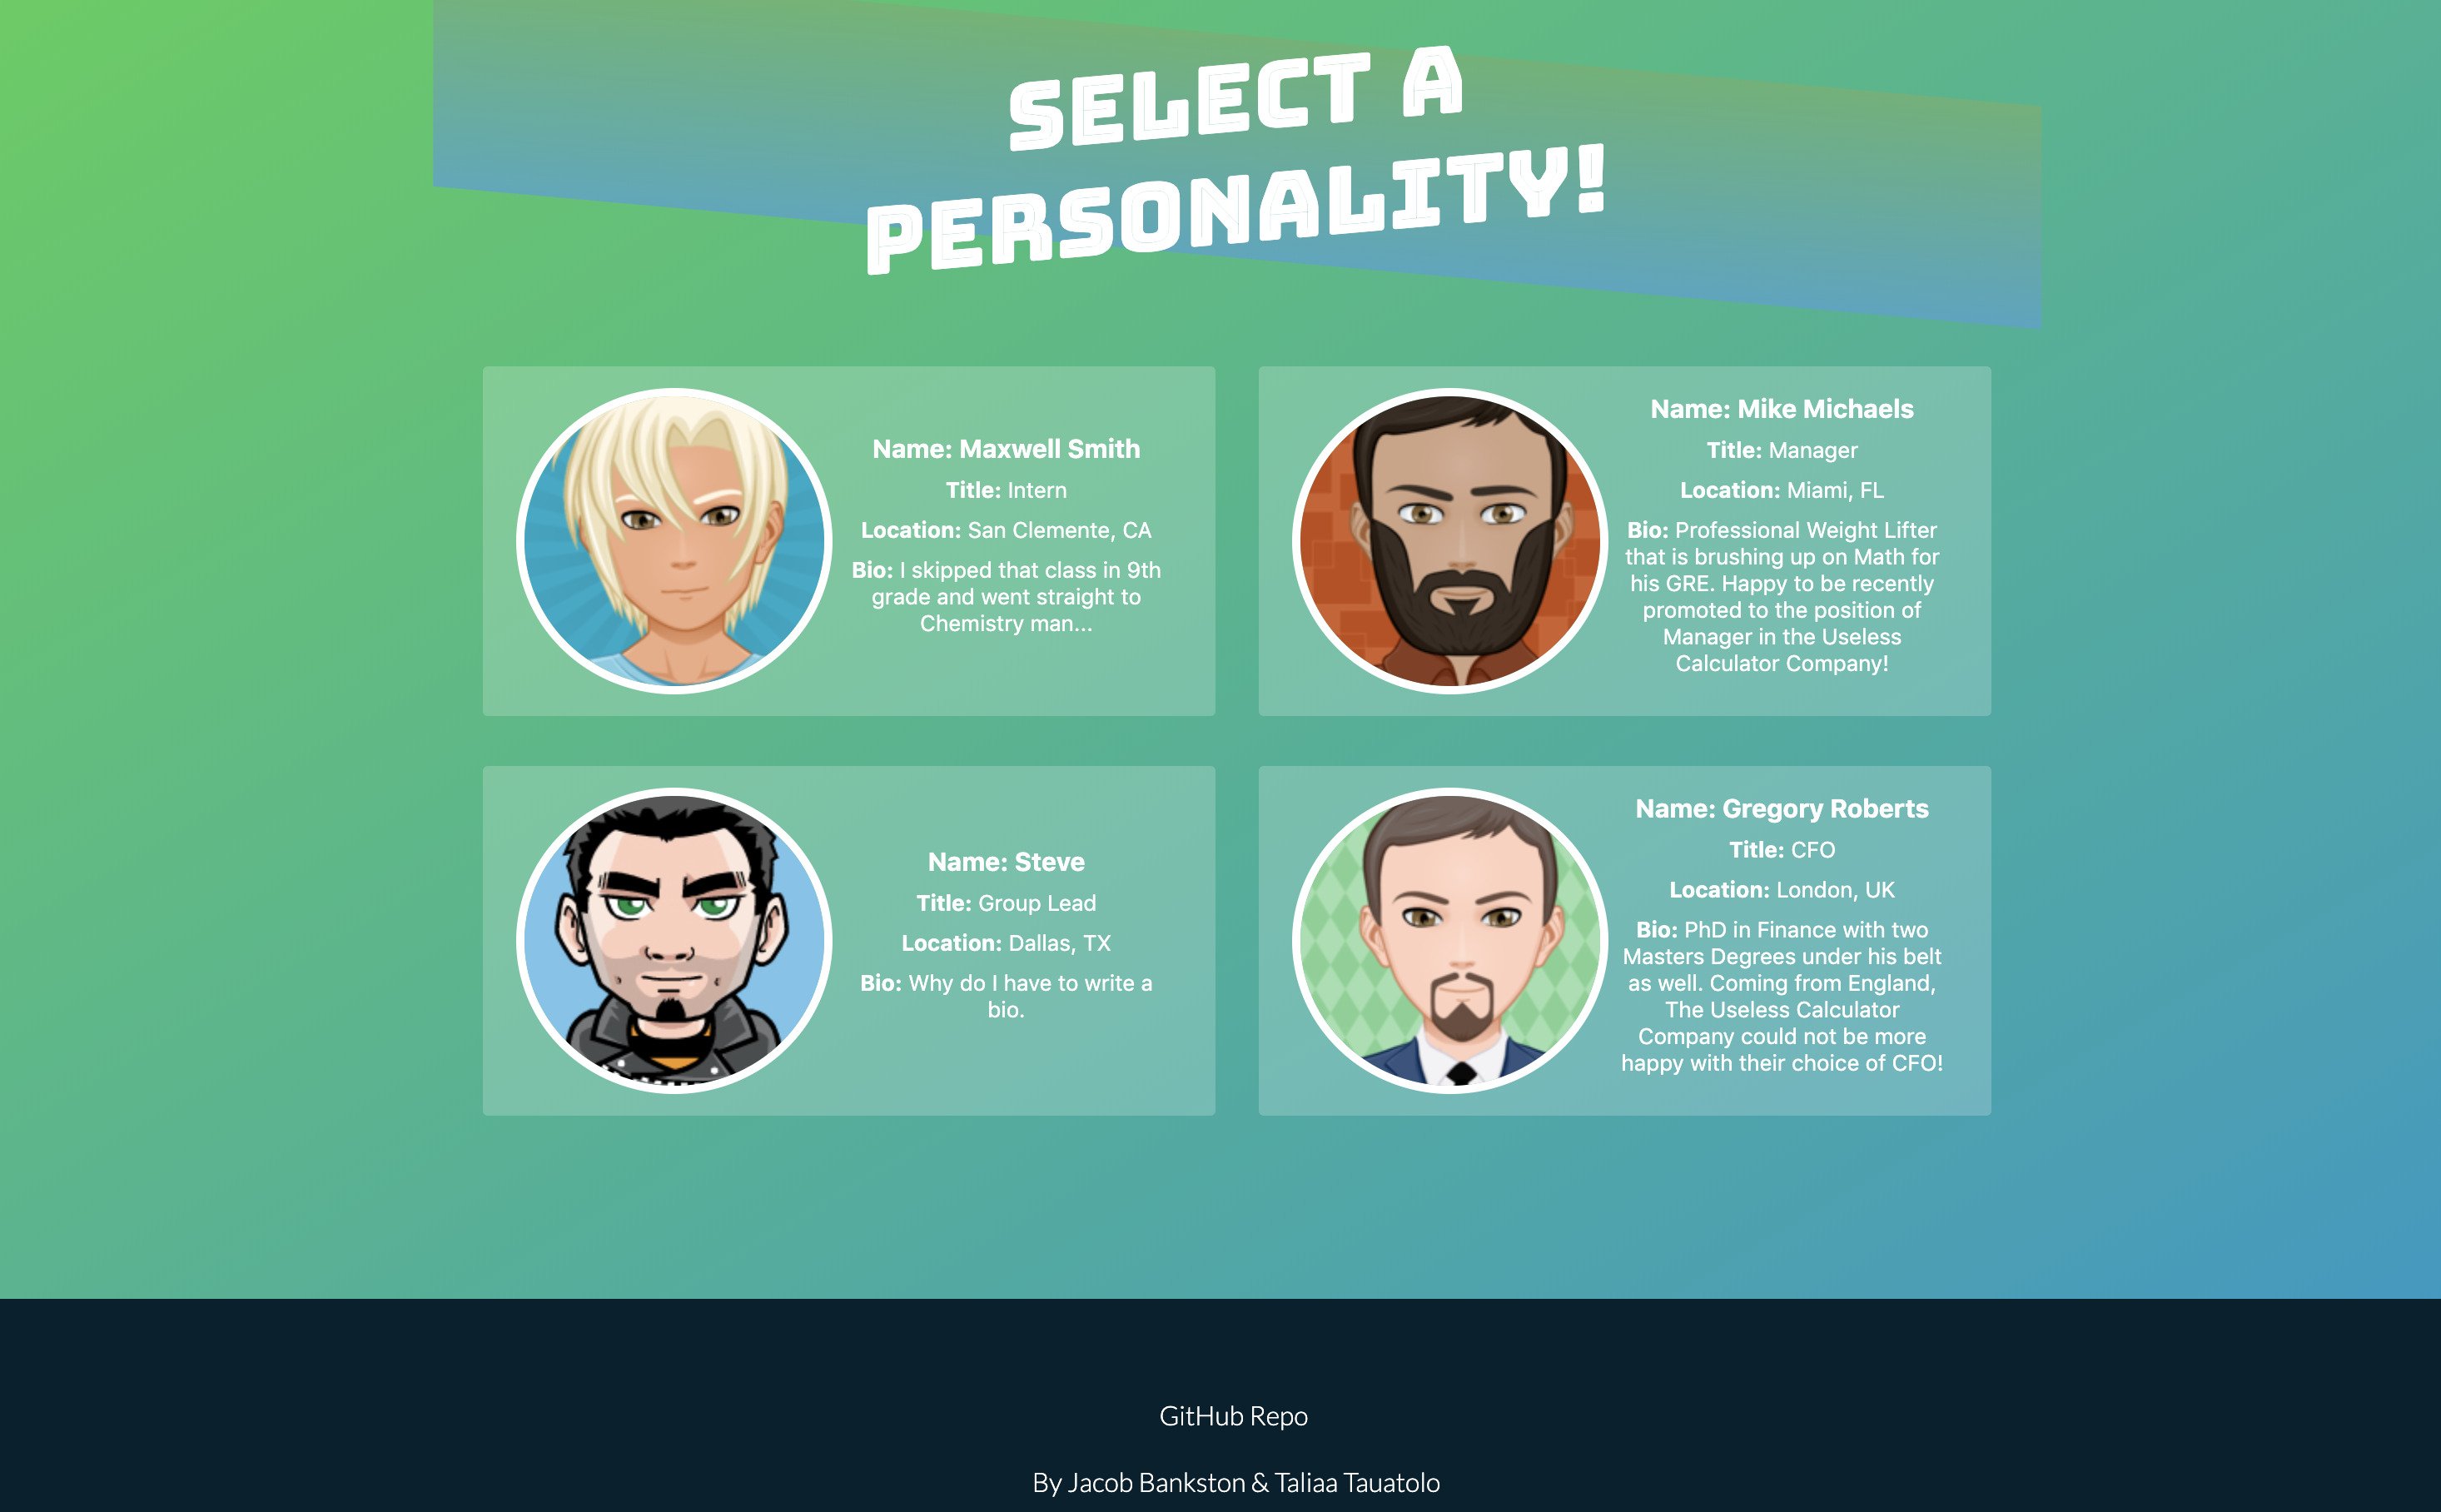 SELECT A
PERSONALITY!
Name: Maxwell Smith
Title: Intern
Location: San Clemente, CA
Bio: I skipped that class in 9th
grade and went straight to
Chemistry man...
Name: Mike Michaels
Title: Manager
Location: Miami, FL
Bio: Professional Weight Lifter
that is brushing up on Math for
his GRE. Happy to be recently
promoted to the position of
Manager in the Useless
Calculator Company!
Name: Steve
Title: Group Lead
Location: Dallas, TX
Bio: Why do I have to write a
bio.
Name: Gregory Roberts
Title: CFO
Location: London, UK
Bio: PhD in Finance with two
Masters Degrees under his belt
as well. Coming from England,
The Useless Calculator
Company could not be more
happy with their choice of CFO!
GitHub Repo
By Jacob Bankston & Taliaa Tauatolo